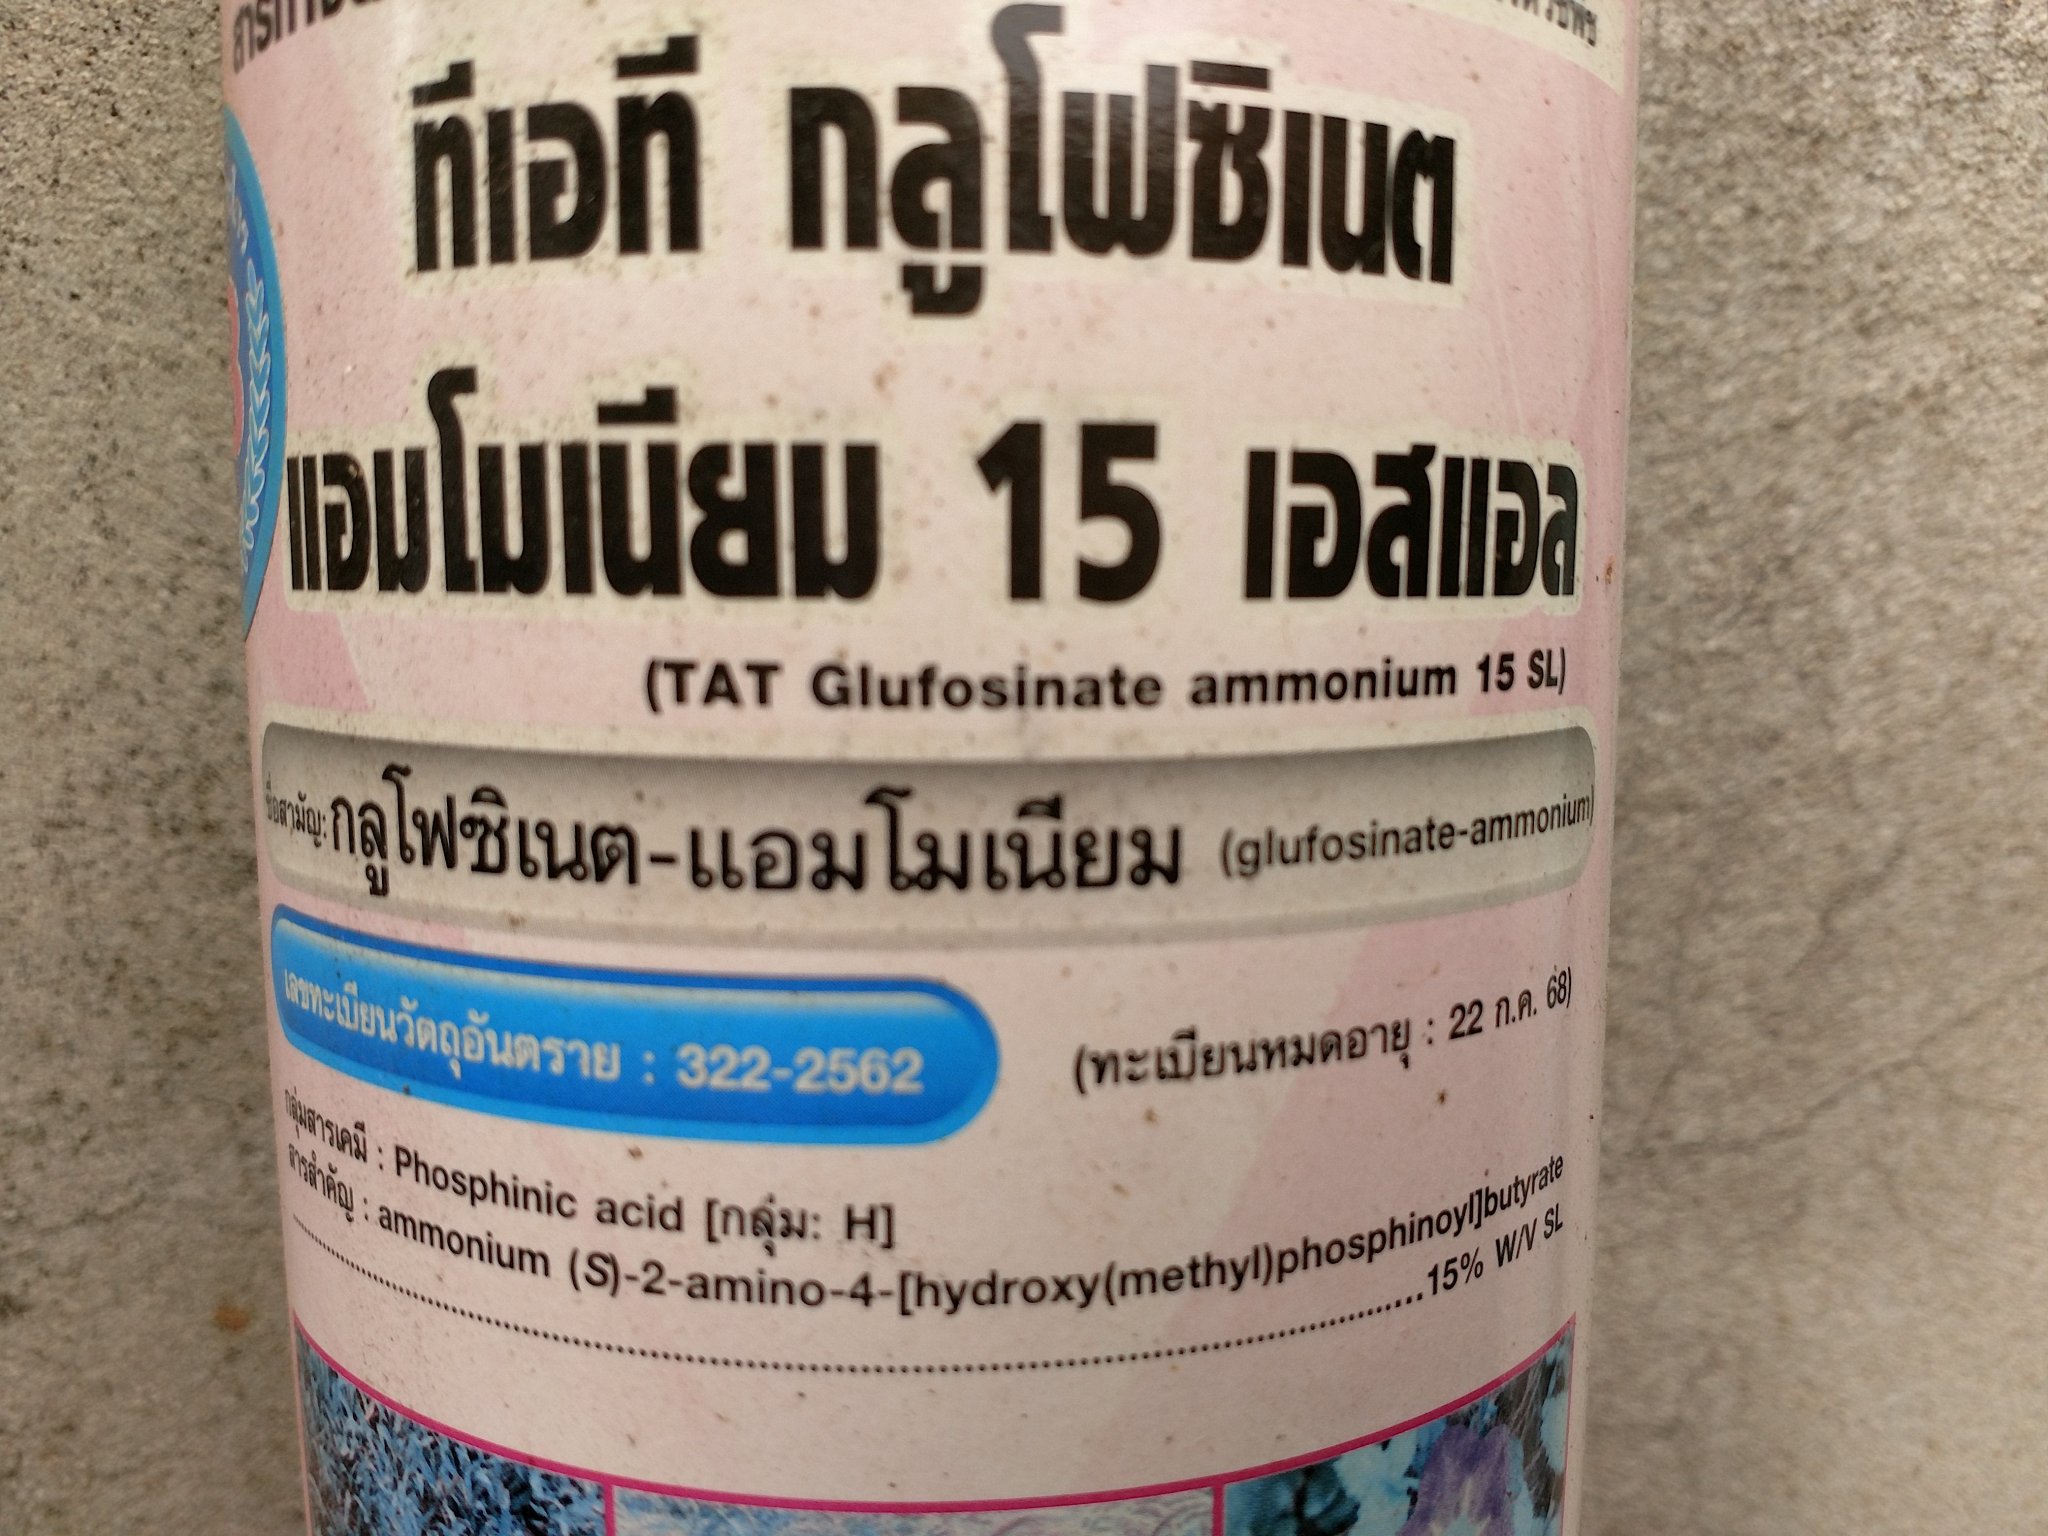 ทีเอที กลูโฟซิเนต
แอมโมเนียม 15 เอสแอล
(TAT Glufosinate ammonium 15 SL)
ชื่อสามัญ: กลูโฟซิเนต-แอมโมเนียม (glufosinate-ammonium)
เลขทะเบียนวัตถุอันตราย : 322-2562 (ทะเบียนหมดอายุ : 22 ก.ค. 68)
กลุ่มสารเคมี : Phosphinic acid [กลุ่ม: H]
สารสำคัญ : ammonium (S)-2-amino-4-[hydroxy(methyl)phosphinoyl]butyrate
15% W/V SL